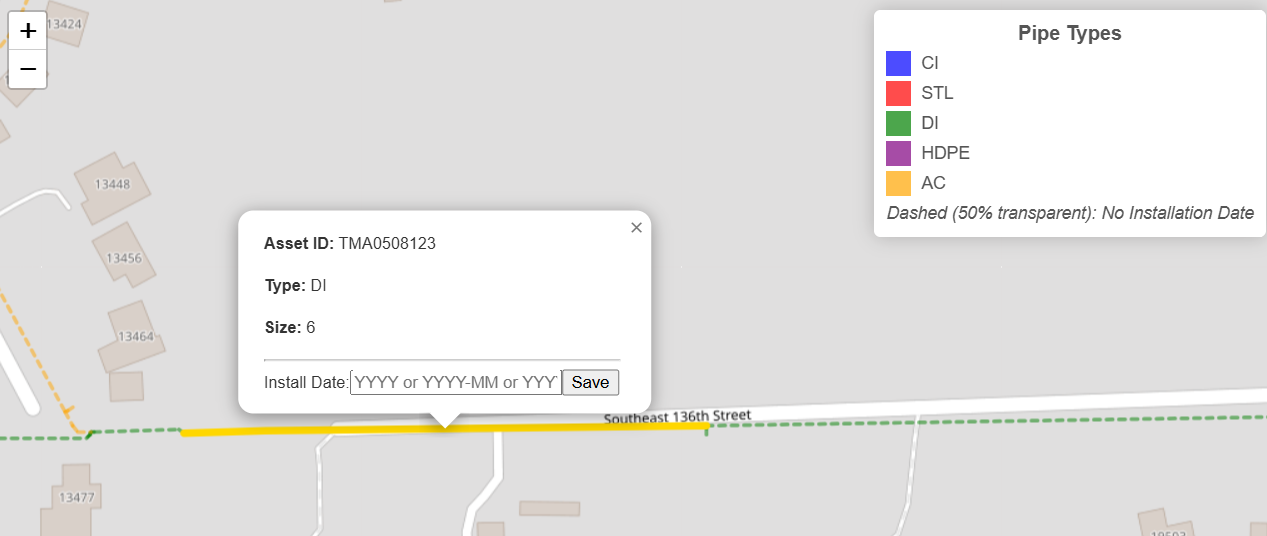 +
−
13424
13448
13456
13464
13477
Asset ID: TMA0508123
×
Type: DI
Size: 6
Install Date: YYYY or YYYY-MM or YYY
Save
Southeast 136th Street
Pipe Types
CI
STL
DI
HDPE
AC
Dashed (50% transparent): No Installation Date